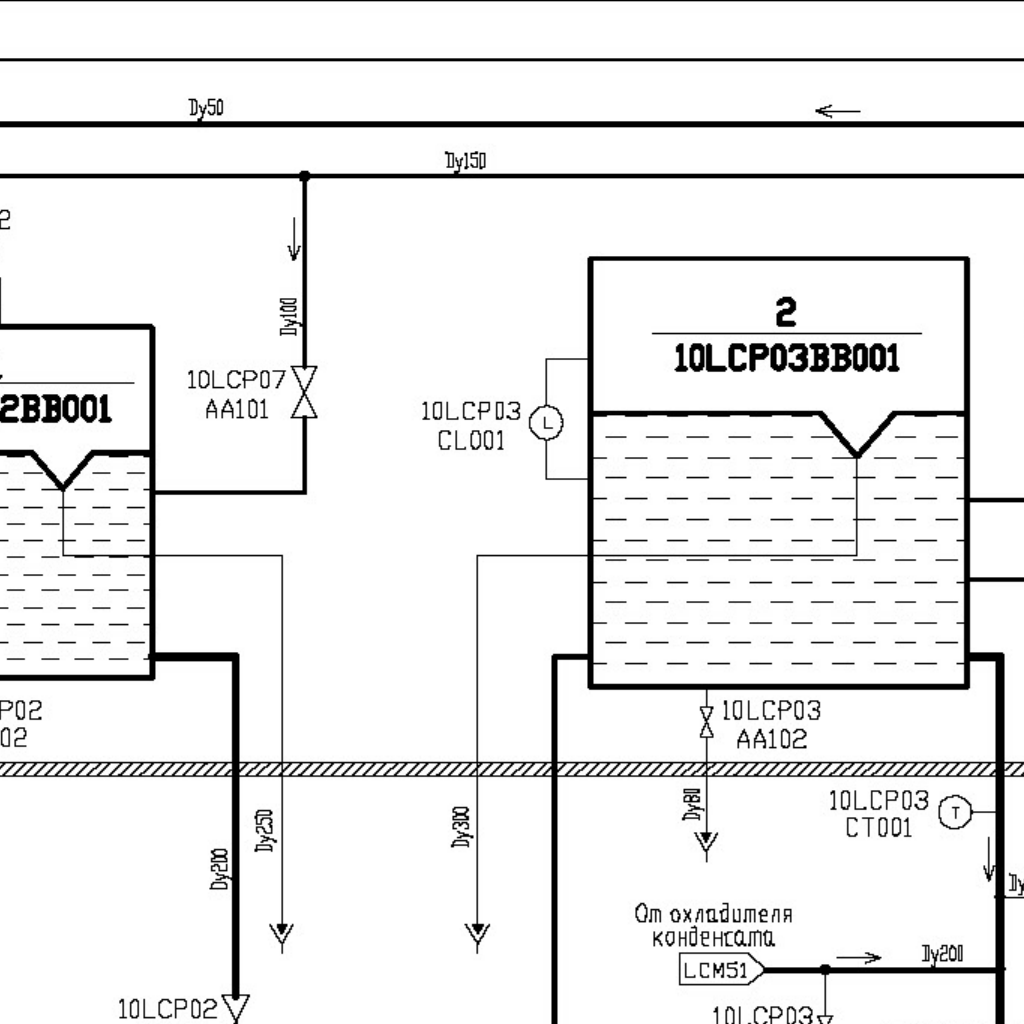 Dy50
Dy150
2
Dy100
2
10LCP03BB001
10LCP07
AA101
2BB001
10LCP03
CL001
L
P02
02
10LCP03
AA102
Dy80
10LCP03
CT001
T
Dy250
Dy300
Dy200
Dy
От охладителя
конденсата
LCM51
Dy200
10LCP02
10LCP03